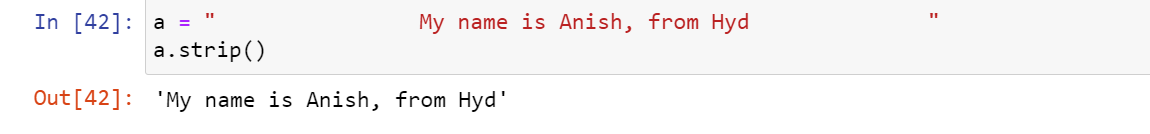 In [42]: a = "                My name is Anish, from Hyd              "
a.strip()
Out[42]: 'My name is Anish, from Hyd'